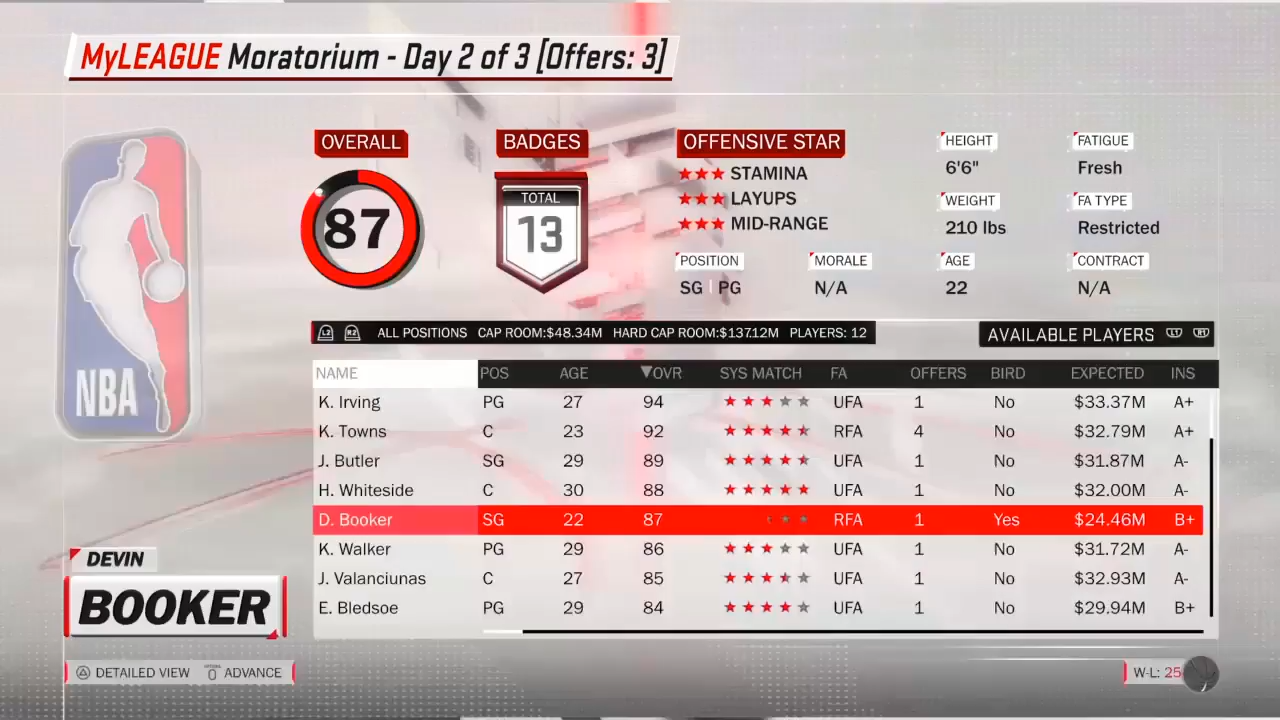 MyLEAGUE Moratorium - Day 2 of 3 [Offers: 3]
OVERALL
87
BADGES
TOTAL
13
OFFENSIVE STAR
STAMINA
LAYUPS
MID-RANGE
HEIGHT
6'6"
FATIGUE
Fresh
WEIGHT
210 lbs
FA TYPE
Restricted
POSITION
SG | PG
MORALE
N/A
AGE
22
CONTRACT
N/A
NBA
L2 R2 ALL POSITIONS CAP ROOM:$48.34M HARD CAP ROOM:$137.12M PLAYERS: 12
AVAILABLE PLAYERS
NAME POS AGE OVR SYS MATCH FA OFFERS BIRD EXPECTED INS
K. Irving PG 27 94 UFA 1 No $33.37M A+
K. Towns C 23 92 RFA 4 No $32.79M A+
J. Butler SG 29 89 UFA 1 No $31.87M A-
H. Whiteside C 30 88 UFA 1 No $32.00M A-
D. Booker SG 22 87 RFA 1 Yes $24.46M B+
K. Walker PG 29 86 UFA 1 No $31.72M A-
J. Valanciunas C 27 85 UFA 1 No $32.93M A-
E. Bledsoe PG 29 84 UFA 1 No $29.94M B+
DEVIN
BOOKER
DETAILED VIEW OPTIONS ADVANCE
W-L: 25